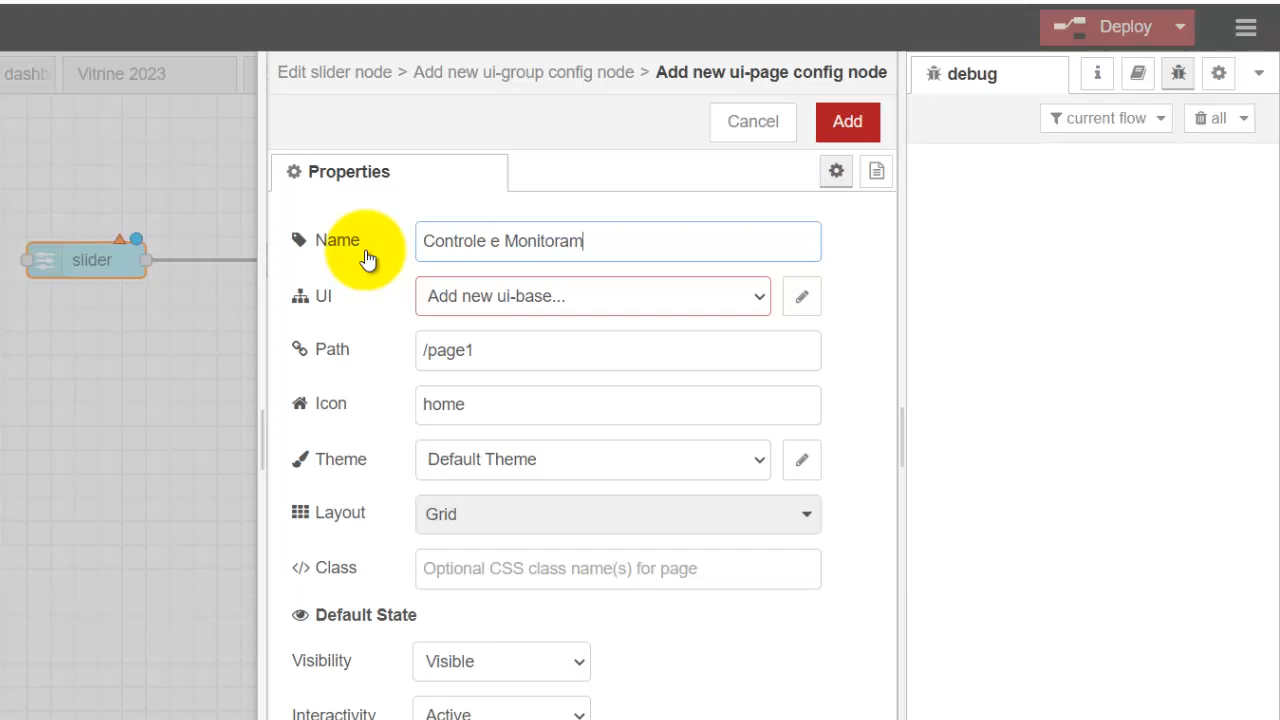 Deploy
dashb
Vitrine 2023
Edit slider node > Add new ui-group config node > Add new ui-page config node
debug
Cancel
Add
current flow
all
Properties
Name
Controle e Monitoram
slider
UI
Add new ui-base...
Path
/page1
Icon
home
Theme
Default Theme
Layout
Grid
</> Class
Optional CSS class name(s) for page
Default State
Visibility
Visible
Interactivity
Active